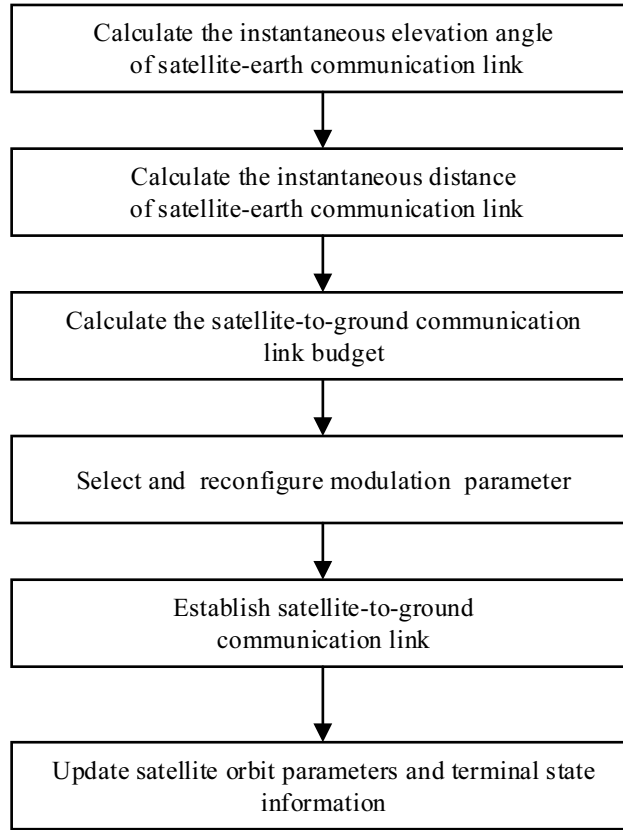 Calculate the instantaneous elevation angle
of satellite-earth communication link
Calculate the instantaneous distance
of satellite-earth communication link
Calculate the satellite-to-ground communication
link budget
Select and reconfigure modulation parameter
Establish satellite-to-ground
communication link
Update satellite orbit parameters and terminal state
information